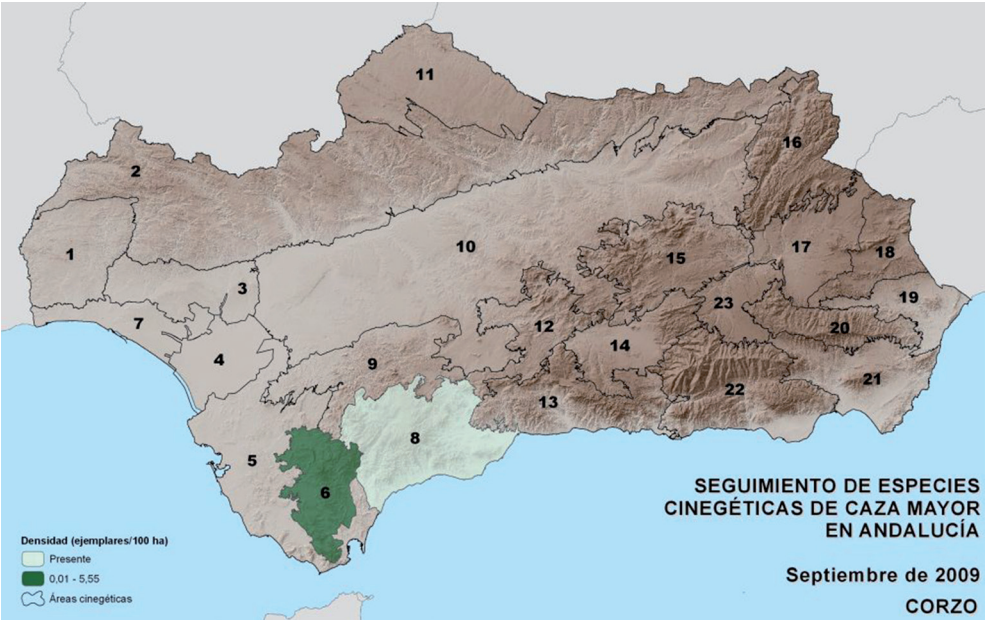 11
16
2
1
10
17
15
18
3
19
7
23
12
20
4
14
9
21
22
13
8
5
6
SEGUIMIENTO DE ESPECIES
CINEGÉTICAS DE CAZA MAYOR
EN ANDALUCÍA
Septiembre de 2009
CORZO
Densidad (ejemplares/100 ha)
Presente
0,01 - 5,55
Áreas cinegéticas